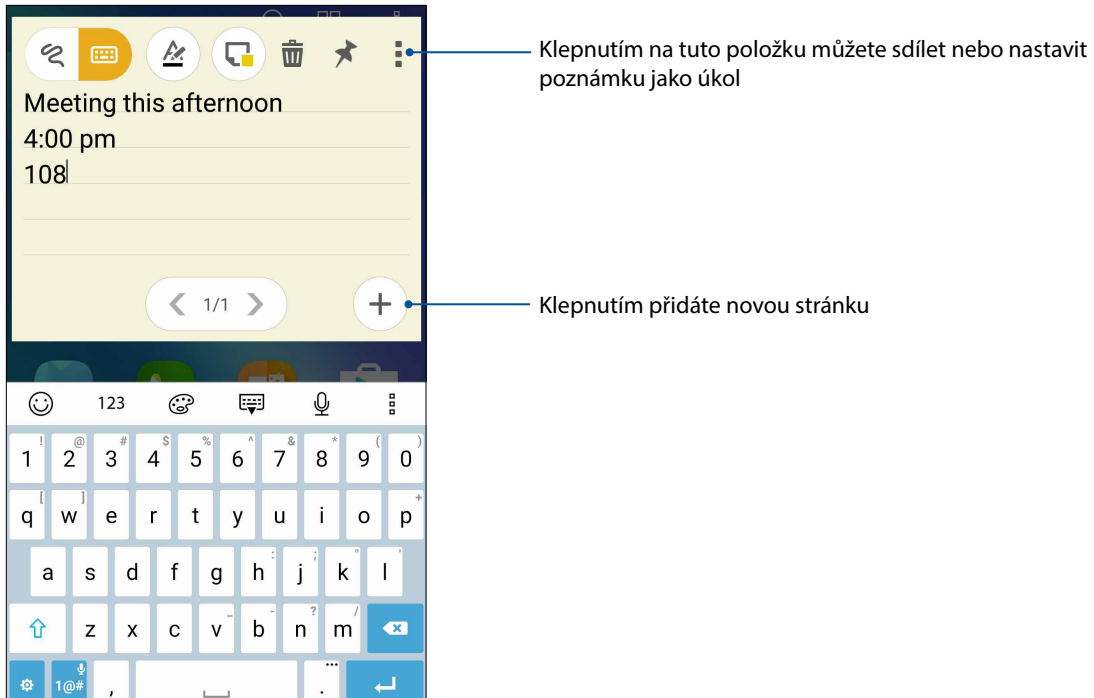 Klepnutím na tuto položku můžete sdílet nebo nastavit
poznámku jako úkol
Meeting this afternoon
4:00 pm
108
1/1
Klepnutím přidáte novou stránku
123
! @ # $ % ^ & * ( )
1 2 3 4 5 6 7 8 9 0
[ ] +
q w e r t y u i o p
: ; " '
a s d f g h j k l
_ - ? /
z x c v b n m
1@# , .